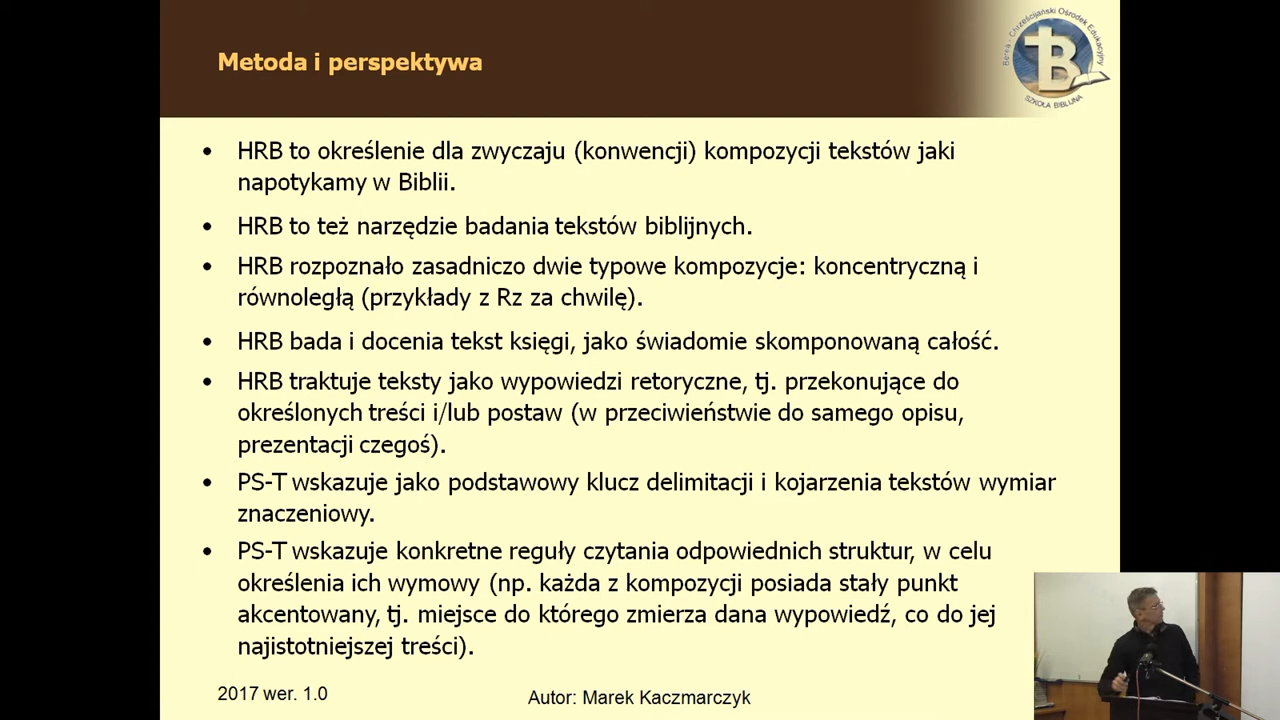 Metoda i perspektywa
Berea - Chrześcijański Ośrodek Edukacyjny
SZKOŁA BIBLIJNA
• HRB to określenie dla zwyczaju (konwencji) kompozycji tekstów jaki
napotykamy w Biblii.
• HRB to też narzędzie badania tekstów biblijnych.
• HRB rozpoznało zasadniczo dwie typowe kompozycje: koncentryczną i
równoległą (przykłady z Rz za chwilę).
• HRB bada i docenia tekst księgi, jako świadomie skomponowaną całość.
• HRB traktuje teksty jako wypowiedzi retoryczne, tj. przekonujące do
określonych treści i/lub postaw (w przeciwieństwie do samego opisu,
prezentacji czegoś).
• PS-T wskazuje jako podstawowy klucz delimitacji i kojarzenia tekstów wymiar
znaczeniowy.
• PS-T wskazuje konkretne reguły czytania odpowiednich struktur, w celu
określenia ich wymowy (np. każda z kompozycji posiada stały punkt
akcentowany, tj. miejsce do którego zmierza dana wypowiedź, co do jej
najistotniejszej treści).
2017 wer. 1.0
Autor: Marek Kaczmarczyk